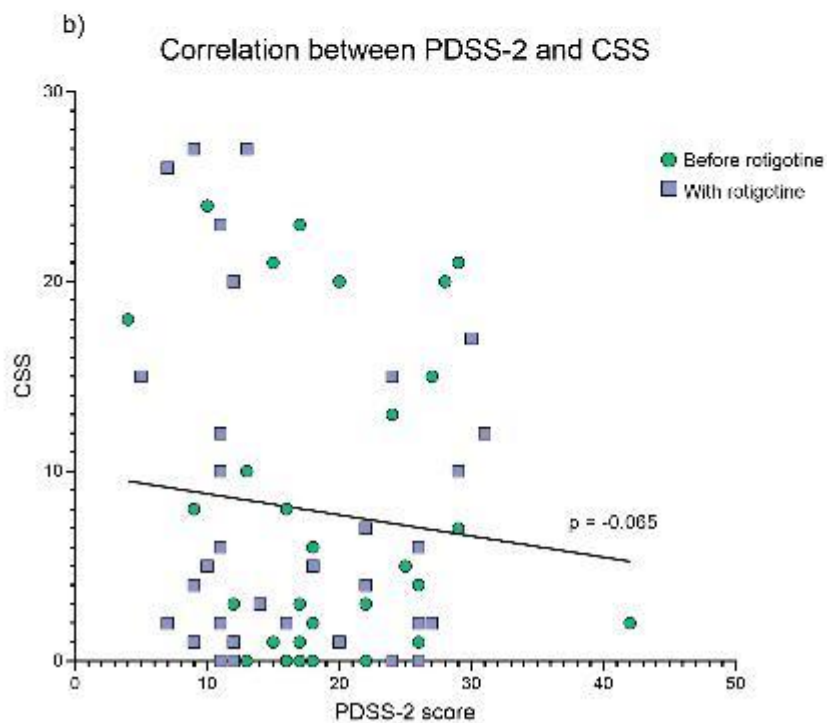 b)
Correlation between PDSS-2 and CSS
30
Before rotigotine
With rotigotine
20
CSS
10
p = -0.065
0
0 10 20 30 40 50
PDSS-2 score